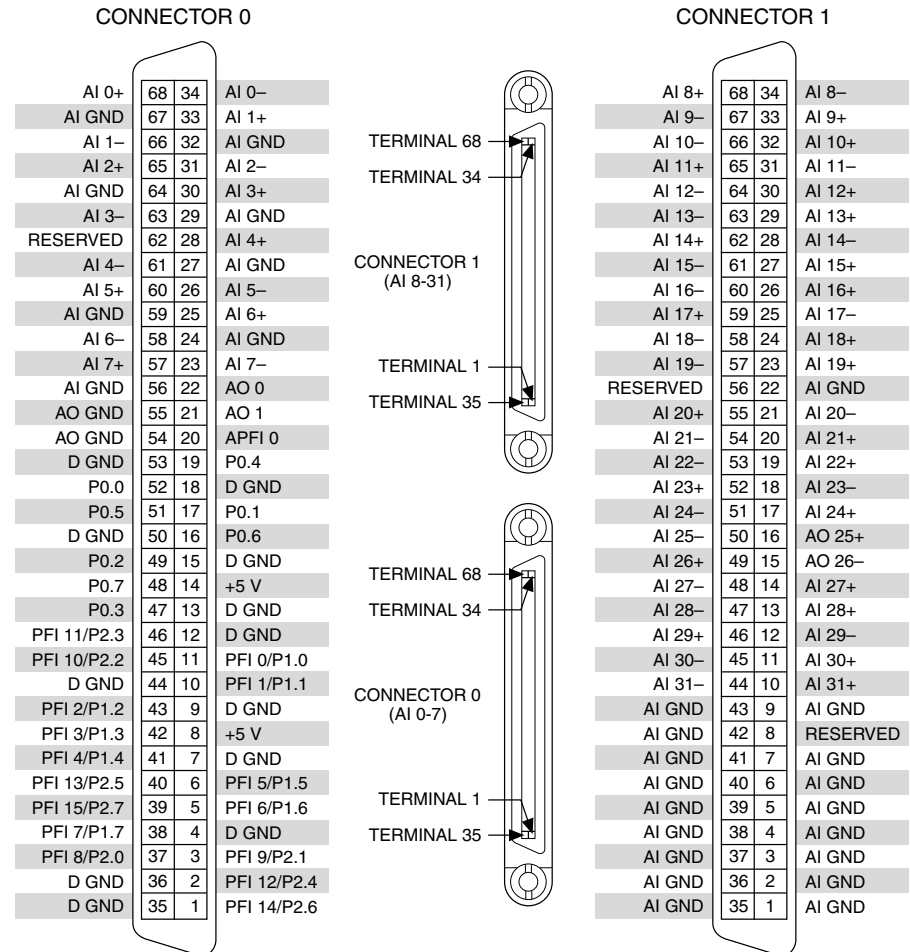 CONNECTOR 0
AI 0+ 68 34 AI 0–
AI GND 67 33 AI 1+
AI 1– 66 32 AI GND
AI 2+ 65 31 AI 2–
AI GND 64 30 AI 3+
AI 3– 63 29 AI GND
RESERVED 62 28 AI 4+
AI 4– 61 27 AI GND
AI 5+ 60 26 AI 5–
AI GND 59 25 AI 6+
AI 6– 58 24 AI GND
AI 7+ 57 23 AI 7–
AI GND 56 22 AO 0
AO GND 55 21 AO 1
AO GND 54 20 APFI 0
D GND 53 19 P0.4
P0.0 52 18 D GND
P0.5 51 17 P0.1
D GND 50 16 P0.6
P0.2 49 15 D GND
P0.7 48 14 +5 V
P0.3 47 13 D GND
PFI 11/P2.3 46 12 D GND
PFI 10/P2.2 45 11 PFI 0/P1.0
D GND 44 10 PFI 1/P1.1
PFI 2/P1.2 43 9 D GND
PFI 3/P1.3 42 8 +5 V
PFI 4/P1.4 41 7 D GND
PFI 13/P2.5 40 6 PFI 5/P1.5
PFI 15/P2.7 39 5 PFI 6/P1.6
PFI 7/P1.7 38 4 D GND
PFI 8/P2.0 37 3 PFI 9/P2.1
D GND 36 2 PFI 12/P2.4
D GND 35 1 PFI 14/P2.6
TERMINAL 68
TERMINAL 34
CONNECTOR 1
(AI 8-31)
TERMINAL 1
TERMINAL 35
TERMINAL 68
TERMINAL 34
CONNECTOR 0
(AI 0-7)
TERMINAL 1
TERMINAL 35
CONNECTOR 1
AI 8+ 68 34 AI 8–
AI 9– 67 33 AI 9+
AI 10– 66 32 AI 10+
AI 11+ 65 31 AI 11–
AI 12– 64 30 AI 12+
AI 13– 63 29 AI 13+
AI 14+ 62 28 AI 14–
AI 15– 61 27 AI 15+
AI 16– 60 26 AI 16+
AI 17+ 59 25 AI 17–
AI 18– 58 24 AI 18+
AI 19– 57 23 AI 19+
RESERVED 56 22 AI GND
AI 20+ 55 21 AI 20–
AI 21– 54 20 AI 21+
AI 22– 53 19 AI 22+
AI 23+ 52 18 AI 23–
AI 24– 51 17 AI 24+
AI 25– 50 16 AO 25+
AI 26+ 49 15 AO 26–
AI 27– 48 14 AI 27+
AI 28– 47 13 AI 28+
AI 29+ 46 12 AI 29–
AI 30– 45 11 AI 30+
AI 31– 44 10 AI 31+
AI GND 43 9 AI GND
AI GND 42 8 RESERVED
AI GND 41 7 AI GND
AI GND 40 6 AI GND
AI GND 39 5 AI GND
AI GND 38 4 AI GND
AI GND 37 3 AI GND
AI GND 36 2 AI GND
AI GND 35 1 AI GND